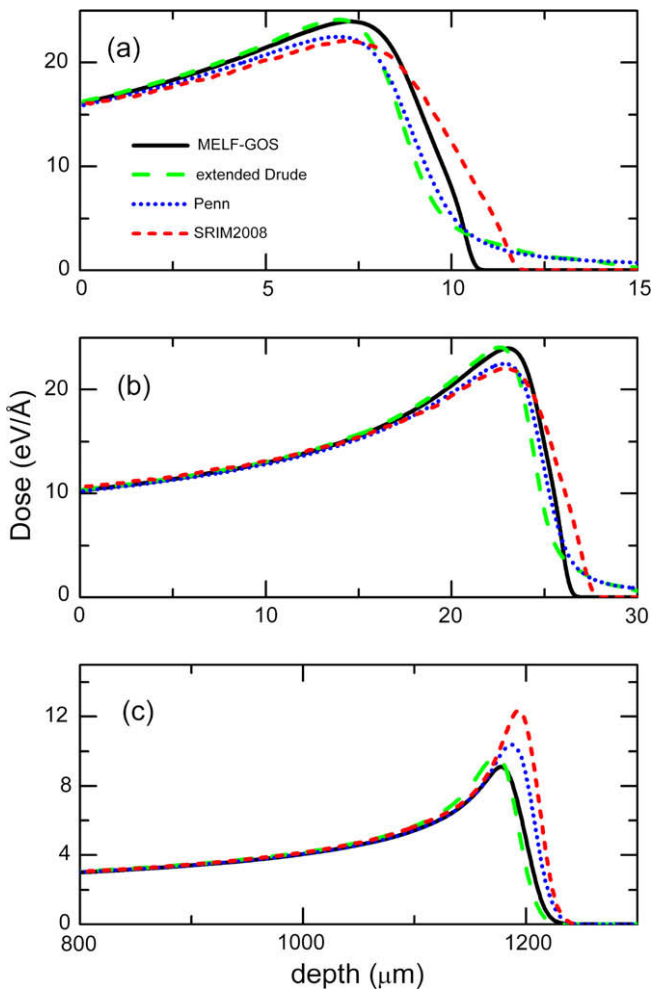 (a)
20
10
0
MELF-GOS
extended Drude
Penn
SRIM2008
0 5 10 15
(b)
20
10
0
0 10 20 30
Dose (eV/Å)
(c)
12
8
4
0
800 1000 1200
depth (μm)